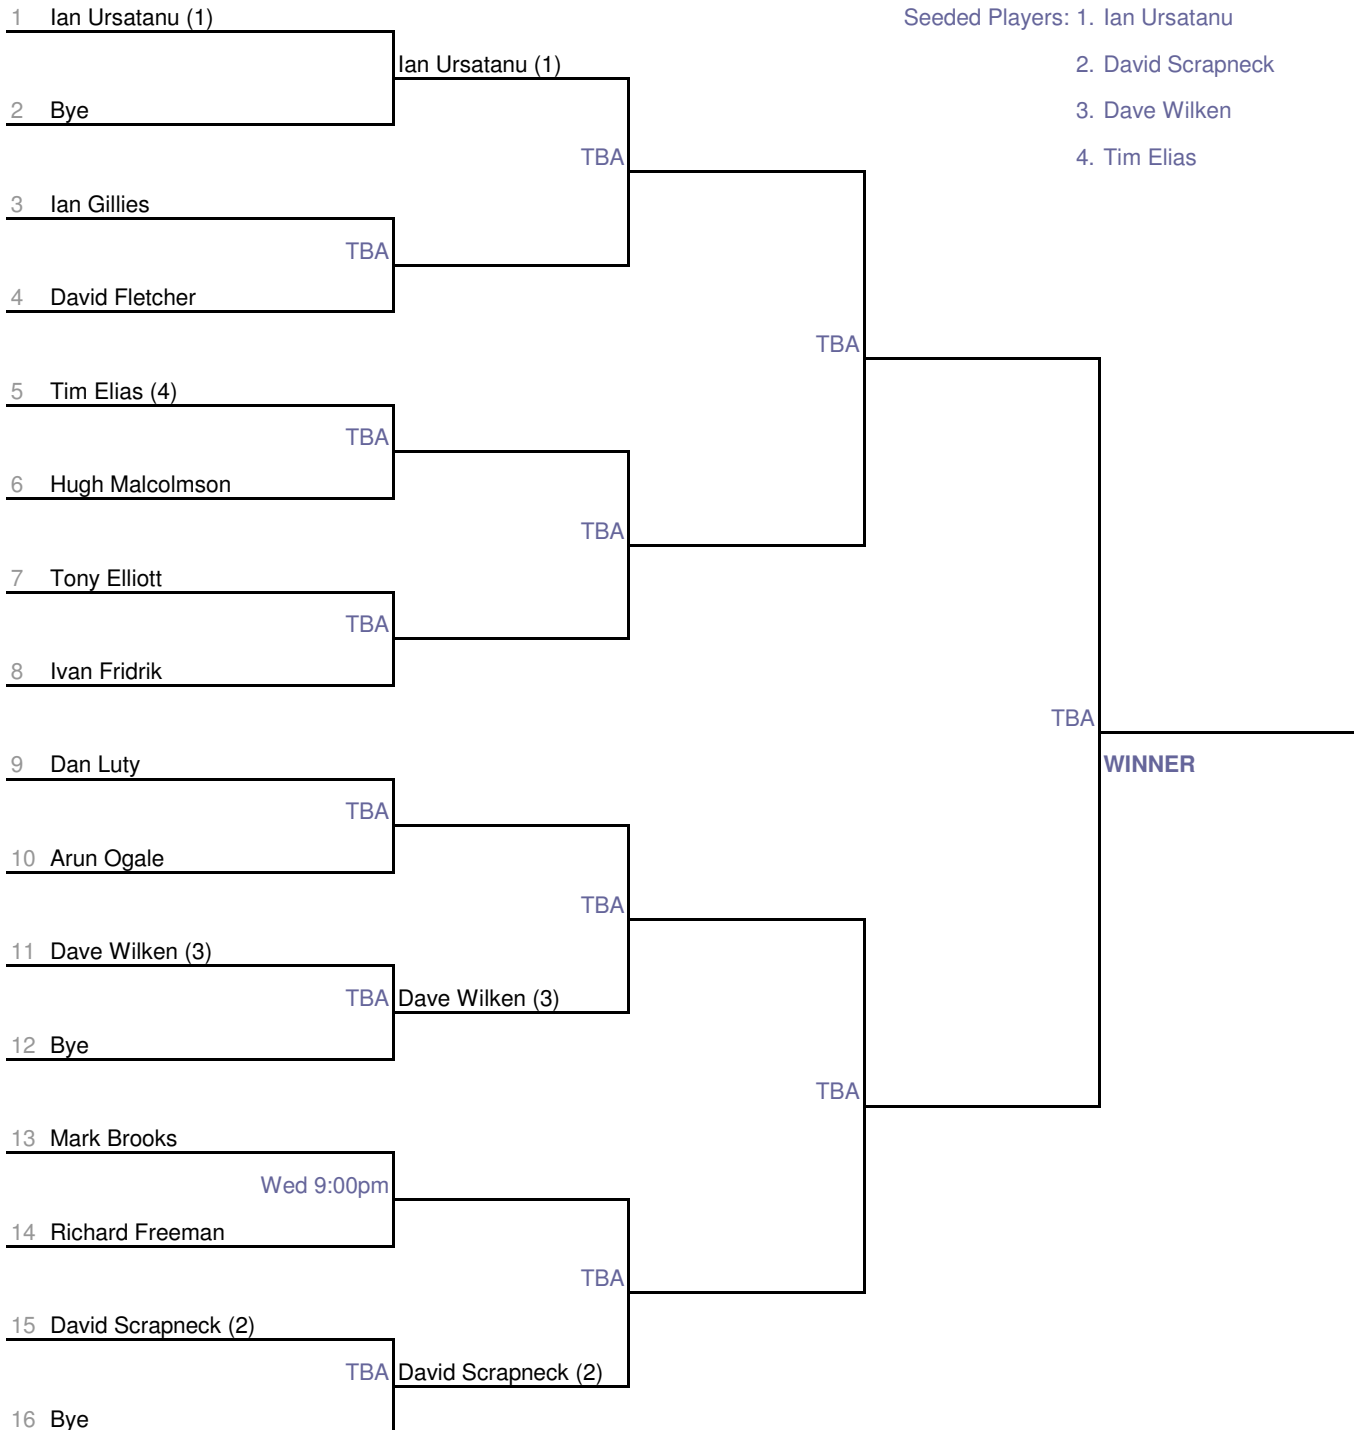 1 Ian Ursatanu (1)
Seeded Players: 1. Ian Ursatanu
Ian Ursatanu (1)
2. David Scrapneck
2 Bye
3. Dave Wilken
TBA
4. Tim Elias
3 Ian Gillies
TBA
4 David Fletcher
TBA
5 Tim Elias (4)
TBA
6 Hugh Malcolmson
TBA
7 Tony Elliott
TBA
8 Ivan Fridrik
TBA
9 Dan Luty
WINNER
TBA
10 Arun Ogale
TBA
11 Dave Wilken (3)
TBA Dave Wilken (3)
12 Bye
TBA
13 Mark Brooks
Wed 9:00pm
14 Richard Freeman
TBA
15 David Scrapneck (2)
TBA David Scrapneck (2)
16 Bye